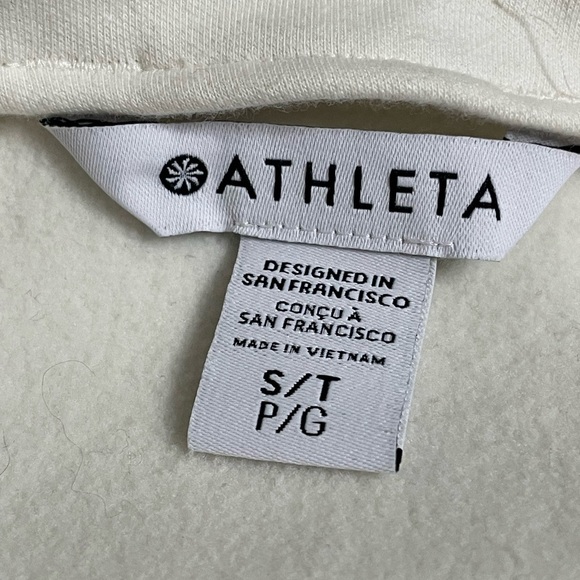 ATHLETA
DESIGNED IN
SAN FRANCISCO
CONÇU À
SAN FRANCISCO
MADE IN VIETNAM
S/T
P/G